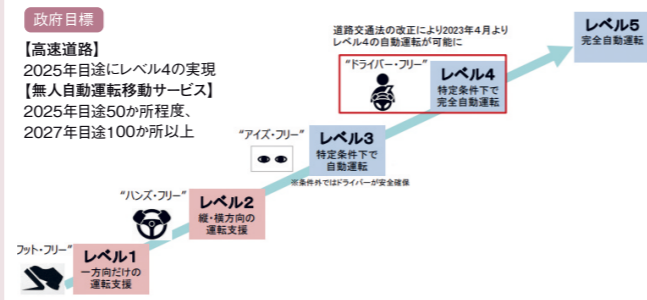 政府目標
【高速道路】
2025年目途にレベル4の実現
【無人自動運転移動サービス】
2025年目途50か所程度、
2027年目途100か所以上
道路交通法の改正により2023年4月より
レベル4の自動運転が可能に
レベル5
完全自動運転
"ドライバー・フリー"
レベル4
特定条件下で
完全自動運転
"アイズ・フリー"
レベル3
特定条件下で
自動運転
※条件外ではドライバーが安全確保
"ハンズ・フリー"
レベル2
縦・横方向の
運転支援
フット・フリー"
レベル1
一方向だけの
運転支援